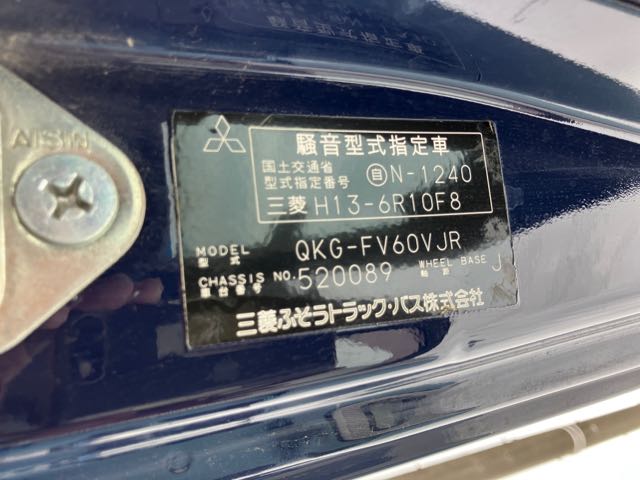 AISIN
騒音型式指定車
国土交通省
型式指定番号 自N-1240
三菱 H13-6R10F8
MODEL
型式 QKG-FV60VJR
CHASSIS NO. 520089 WHEEL BASE J
車台番号 軸距
三菱ふそうトラック・バス株式会社